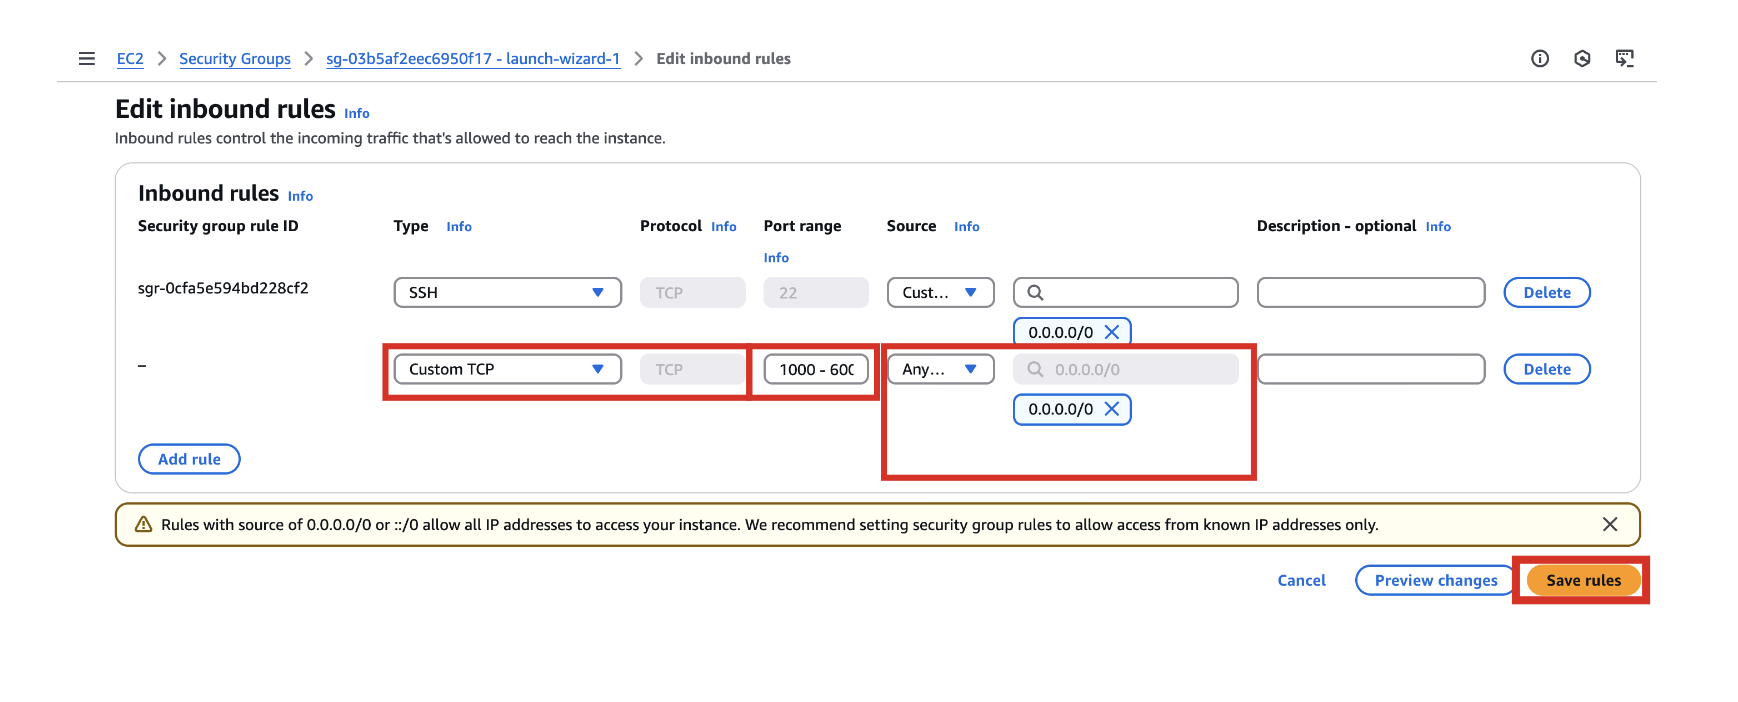 EC2 > Security Groups > sg-03b5af2eec6950f17 - launch-wizard-1 > Edit inbound rules
Edit inbound rules Info
Inbound rules control the incoming traffic that's allowed to reach the instance.
Inbound rules Info
Security group rule ID Type Info Protocol Info Port range Info Source Info Description - optional Info
sgr-0cfa5e594bd228cf2 SSH TCP 22 Cust... Delete
0.0.0.0/0
– Custom TCP TCP 1000 - 600 Any... 0.0.0.0/0 Delete
0.0.0.0/0
Add rule
Rules with source of 0.0.0.0/0 or ::/0 allow all IP addresses to access your instance. We recommend setting security group rules to allow access from known IP addresses only.
Cancel Preview changes Save rules